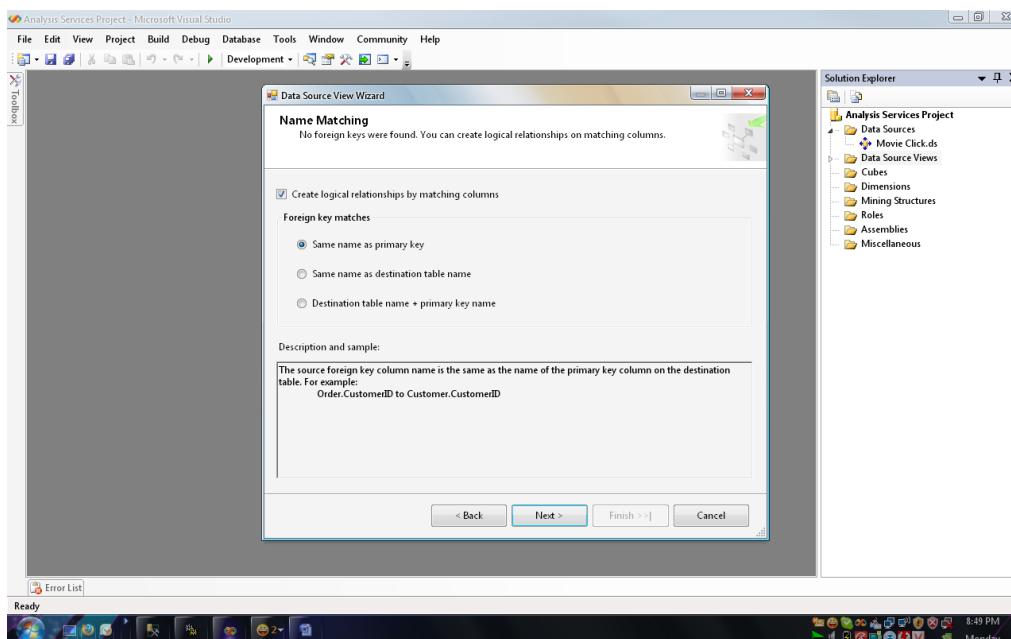 Analysis Services Project - Microsoft Visual Studio
File Edit View Project Build Debug Database Tools Window Community Help
Development
Toolbox
Data Source View Wizard
Name Matching
No foreign keys were found. You can create logical relationships on matching columns.
Create logical relationships by matching columns
Foreign key matches
Same name as primary key
Same name as destination table name
Destination table name + primary key name
Description and sample:
The source foreign key column name is the same as the name of the primary key column on the destination
table. For example:
Order.CustomerID to Customer.CustomerID
< Back Next > Finish >>| Cancel
Solution Explorer
Analysis Services Project
Data Sources
Movie Click.ds
Data Source Views
Cubes
Dimensions
Mining Structures
Roles
Assemblies
Miscellaneous
Error List
Ready
2
8:49 PM
Monday